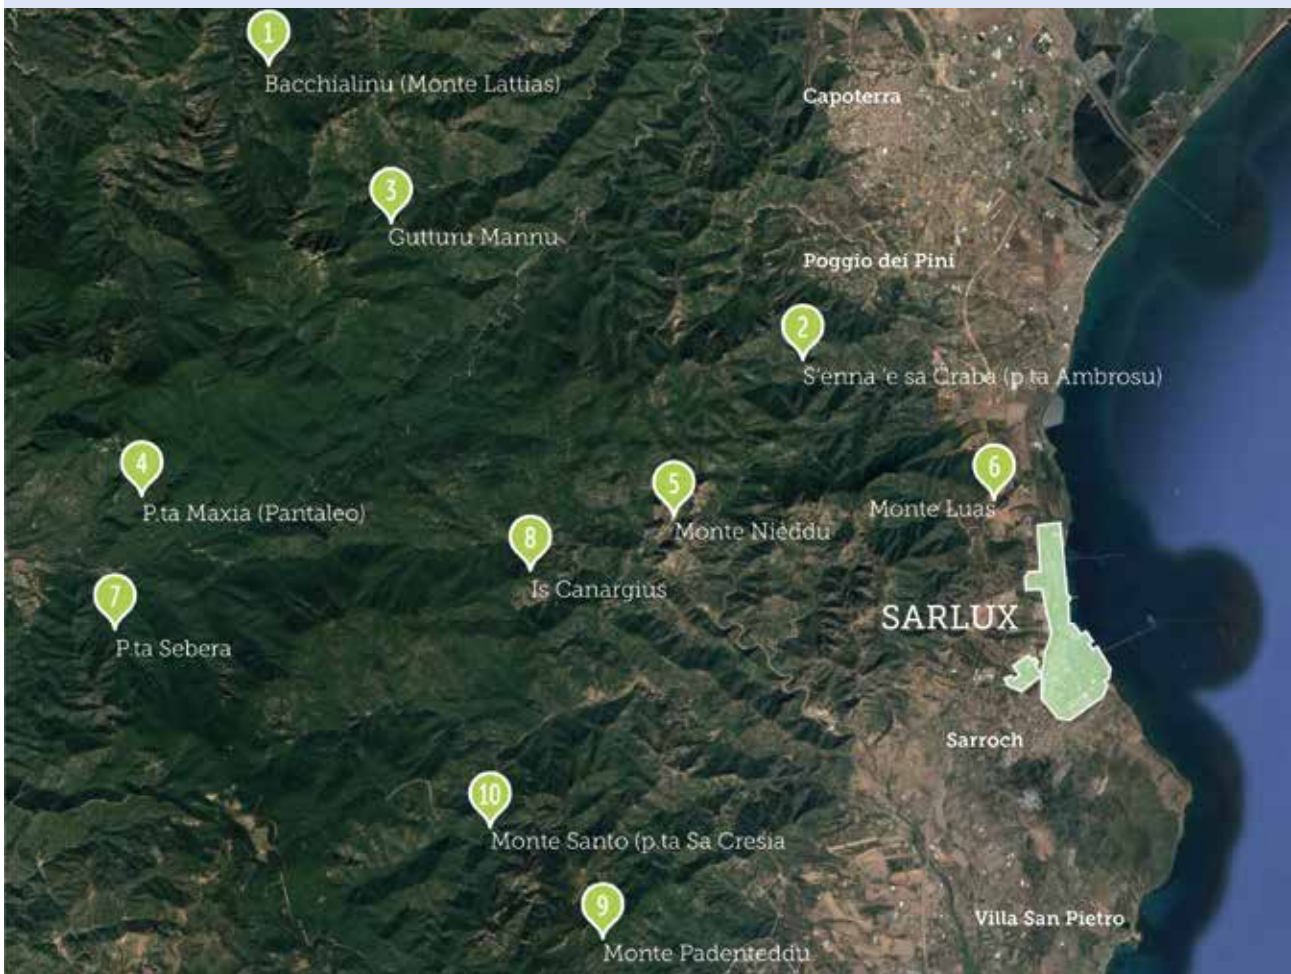 1
Bacchialinu (Monte Lattias)
Capoterra
3
Gutturu Mannu
Poggio dei Pini
2
S'enna 'e sa Craba (p.ta Ambrosu)
4
P.ta Maxia (Pantaleo)
5
Monte Nieddu
6
Monte Luas
8
Is Canargius
7
P.ta Sebera
SARLUX
Sarroch
10
Monte Santo (p.ta Sa Cresia
9
Monte Padenteddu
Villa San Pietro